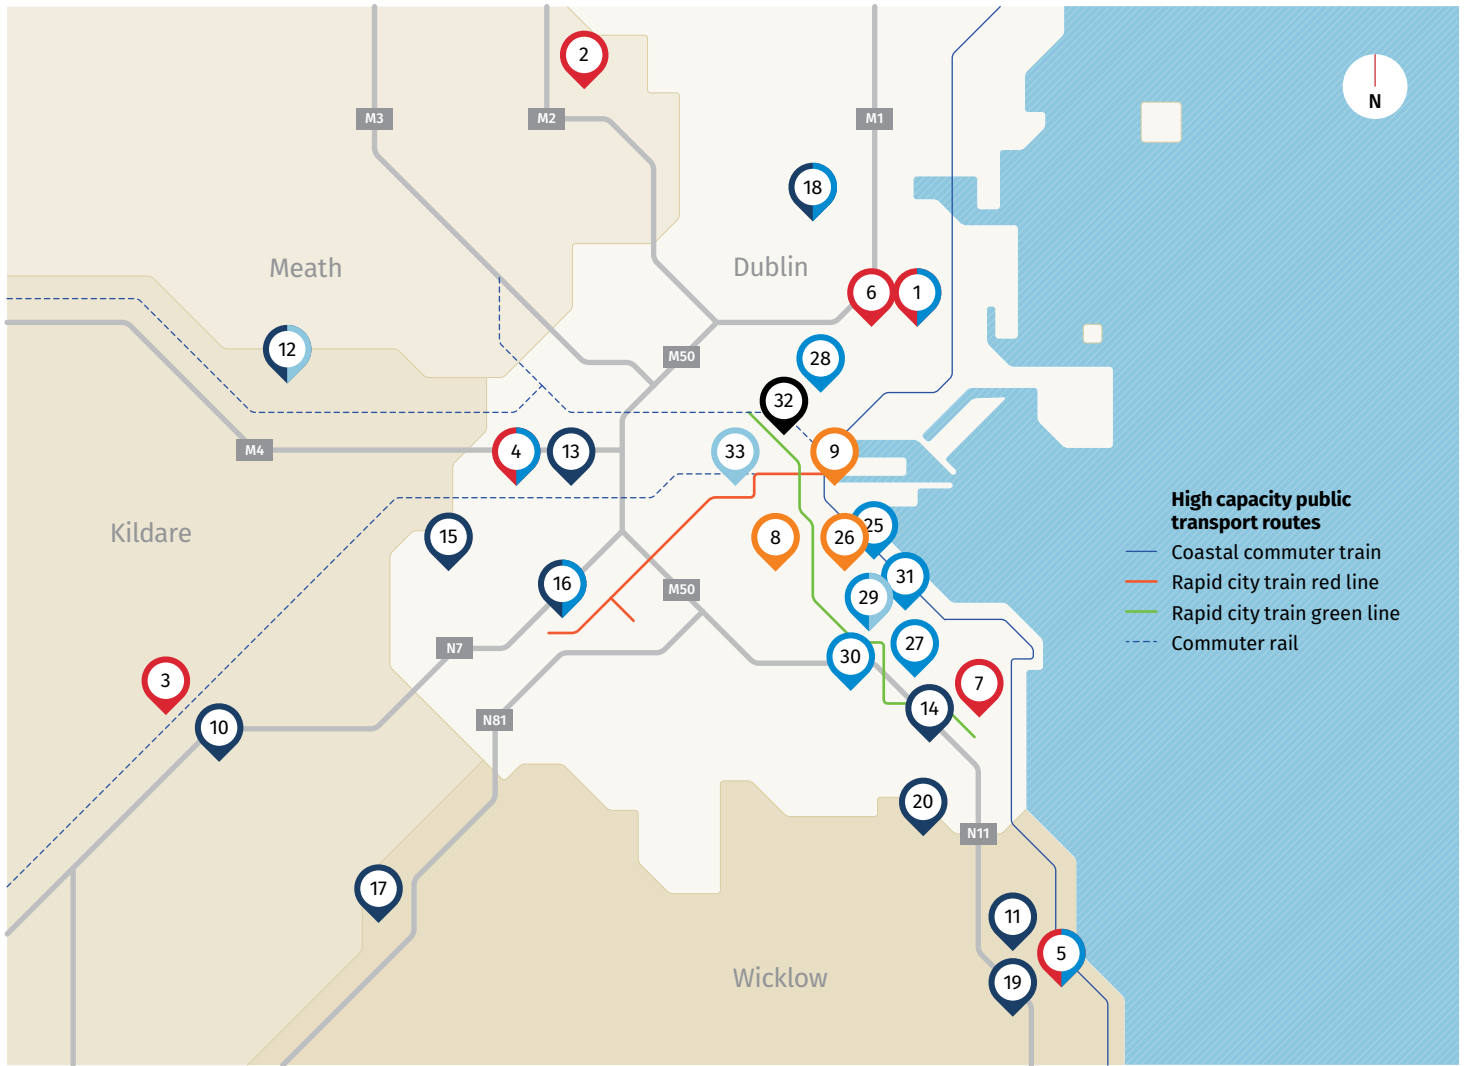 2
M3
M2
M1
N
18
Meath
Dublin
6
1
12
M50
28
32
M4
4
13
33
9
High capacity public
transport routes
Coastal commuter train
Rapid city train red line
Rapid city train green line
Commuter rail
Kildare
15
8
26
25
16
M50
31
29
N7
30
27
3
7
10
N81
14
20
N11
17
11
5
Wicklow
19